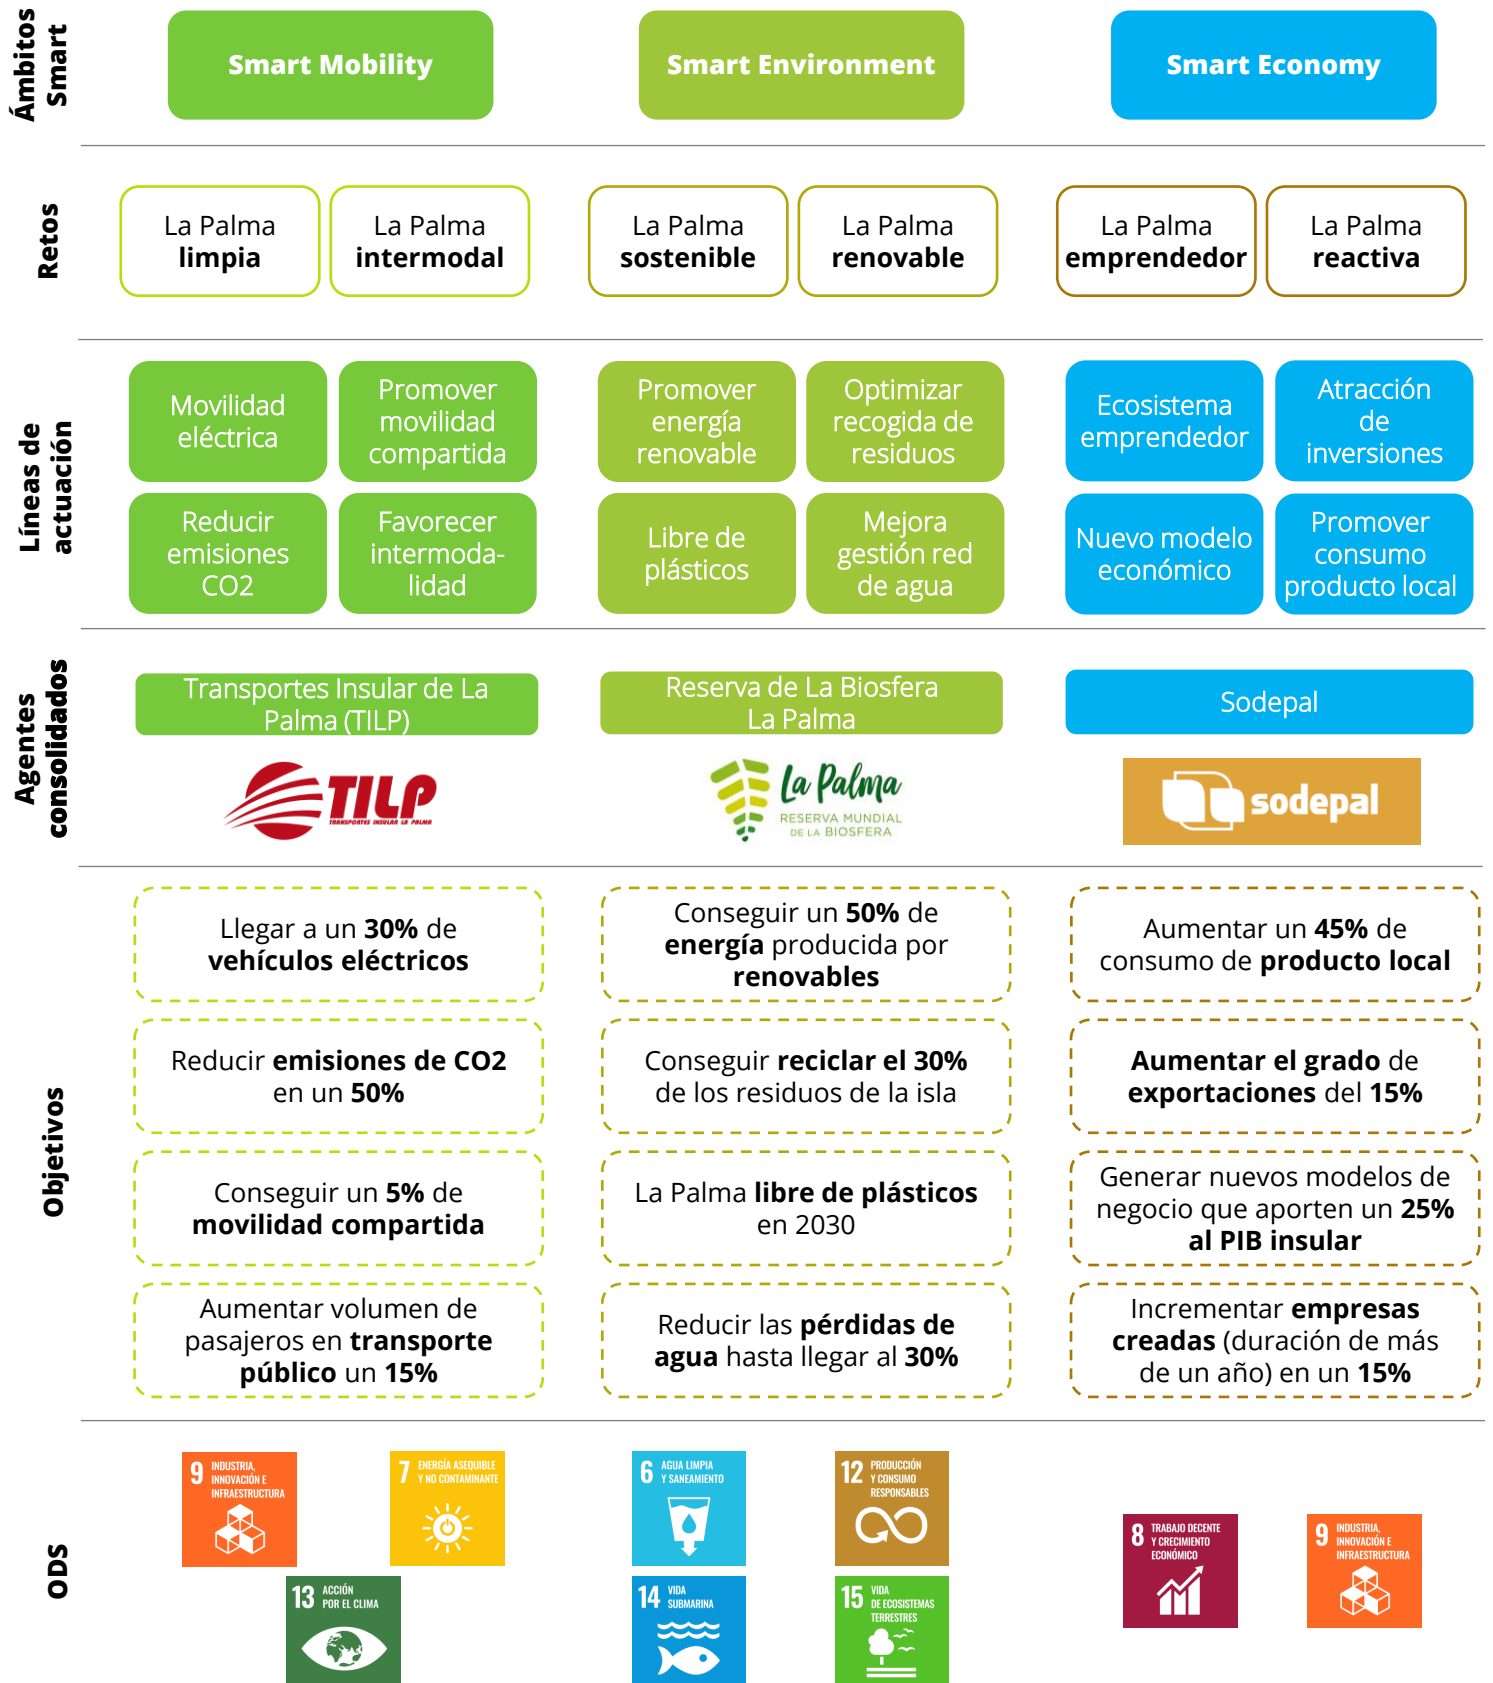 Ámbitos
Smart
Smart Mobility
Smart Environment
Smart Economy
Retos
La Palma
limpia
La Palma
intermodal
La Palma
sostenible
La Palma
renovable
La Palma
emprendedor
La Palma
reactiva
Líneas de
actuación
Movilidad
eléctrica
Promover
movilidad
compartida
Promover
energía
renovable
Optimizar
recogida de
residuos
Ecosistema
emprendedor
Atracción
de
inversiones
Reducir
emisiones
CO2
Favorecer
intermoda-
lidad
Libre de
plásticos
Mejora
gestión red
de agua
Nuevo modelo
económico
Promover
consumo
producto local
Agentes
consolidados
Transportes Insular de La
Palma (TILP)
Reserva de La Biosfera
La Palma
Sodepal
TILP
TRANSPORTES INSULAR LA PALMA
La Palma
RESERVA MUNDIAL
DE LA BIOSFERA
sodepal
Objetivos
Llegar a un 30% de
vehículos eléctricos
Conseguir un 50% de
energía producida por
renovables
Aumentar un 45% de
consumo de producto local
Reducir emisiones de CO2
en un 50%
Conseguir reciclar el 30%
de los residuos de la isla
Aumentar el grado de
exportaciones del 15%
Conseguir un 5% de
movilidad compartida
La Palma libre de plásticos
en 2030
Generar nuevos modelos de
negocio que aporten un 25%
al PIB insular
Aumentar volumen de
pasajeros en transporte
público un 15%
Reducir las pérdidas de
agua hasta llegar al 30%
Incrementar empresas
creadas (duración de más
de un año) en un 15%
ODS
9 INDUSTRIA,
INNOVACIÓN E
INFRAESTRUCTURA
7 ENERGÍA ASEQUIBLE
Y NO CONTAMINANTE
13 ACCIÓN
POR EL CLIMA
6 AGUA LIMPIA
Y SANEAMIENTO
12 PRODUCCIÓN
Y CONSUMO
RESPONSABLES
14 VIDA
SUBMARINA
15 VIDA
DE ECOSISTEMAS
TERRESTRES
8 TRABAJO DECENTE
Y CRECIMIENTO
ECONÓMICO
9 INDUSTRIA,
INNOVACIÓN E
INFRAESTRUCTURA